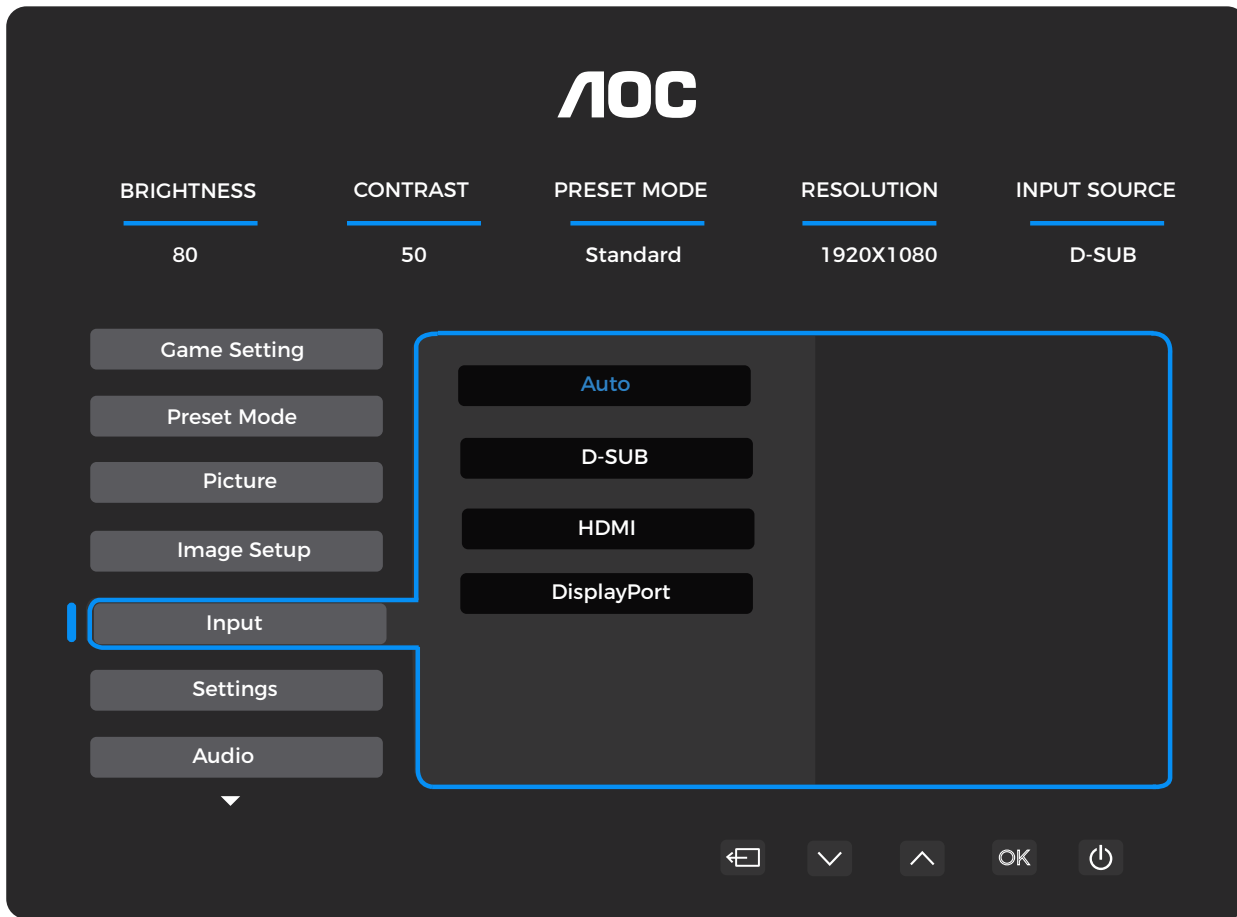 AOC
BRIGHTNESS CONTRAST PRESET MODE RESOLUTION INPUT SOURCE
80 50 Standard 1920X1080 D-SUB
Game Setting
Preset Mode
Picture
Image Setup
Input
Settings
Audio
Auto
D-SUB
HDMI
DisplayPort
OK